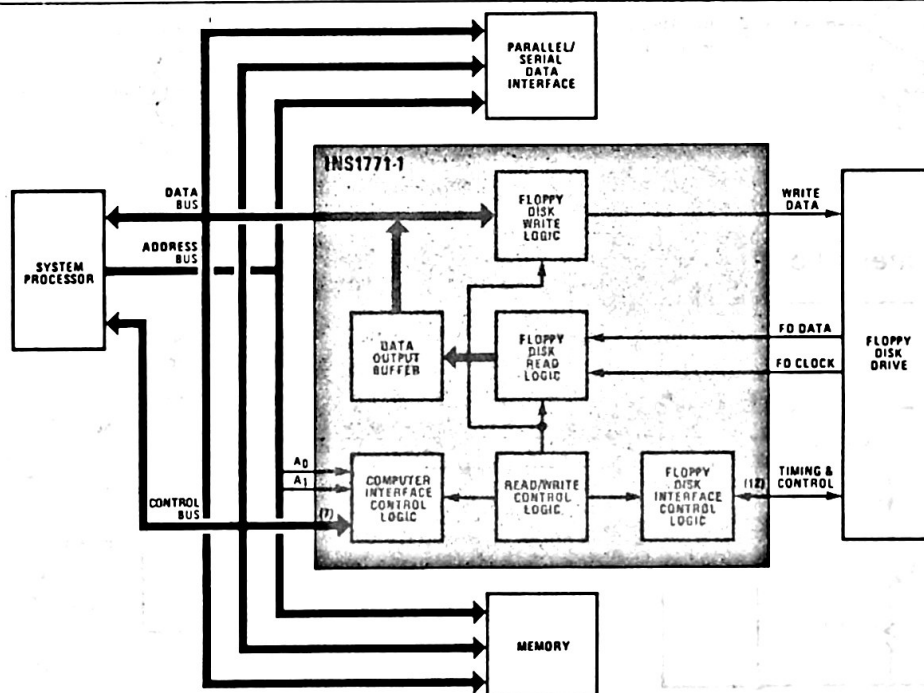 PARALLEL/
SERIAL
DATA
INTERFACE
INS1771-1
DATA
BUS
ADDRESS
BUS
SYSTEM
PROCESSOR
FLOPPY
DISK
WRITE
LOGIC
WRITE
DATA
DATA
OUTPUT
BUFFER
FLOPPY
DISK
READ
LOGIC
FD DATA
FD CLOCK
FLOPPY
DISK
DRIVE
A0
A1
CONTROL
BUS
(7)
COMPUTER
INTERFACE
CONTROL
LOGIC
READ/WRITE
CONTROL
LOGIC
FLOPPY
DISK
INTERFACE
CONTROL
LOGIC
(12)
TIMING &
CONTROL
MEMORY